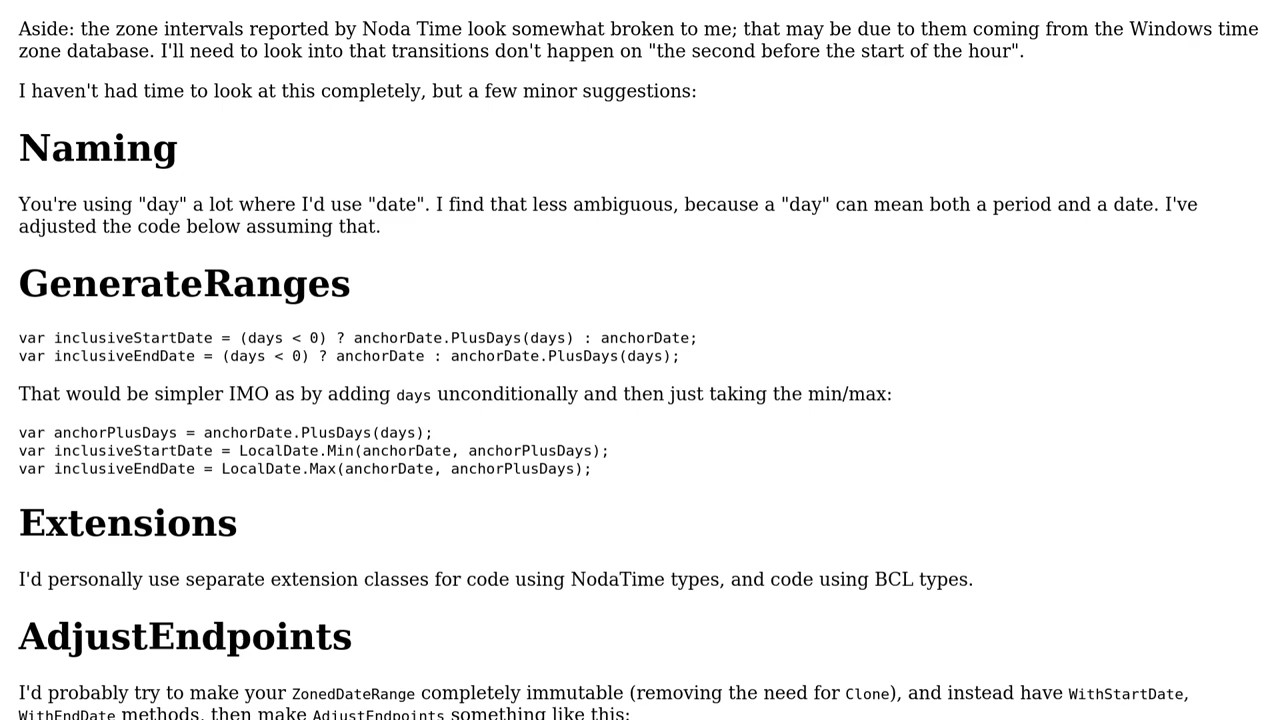 Aside: the zone intervals reported by Noda Time look somewhat broken to me; that may be due to them coming from the Windows time
zone database. I'll need to look into that transitions don't happen on "the second before the start of the hour".
I haven't had time to look at this completely, but a few minor suggestions:
Naming
You're using "day" a lot where I'd use "date". I find that less ambiguous, because a "day" can mean both a period and a date. I've
adjusted the code below assuming that.
GenerateRanges
var inclusiveStartDate = (days < 0) ? anchorDate.PlusDays(days) : anchorDate;
var inclusiveEndDate = (days < 0) ? anchorDate : anchorDate.PlusDays(days);
That would be simpler IMO as by adding days unconditionally and then just taking the min/max:
var anchorPlusDays = anchorDate.PlusDays(days);
var inclusiveStartDate = LocalDate.Min(anchorDate, anchorPlusDays);
var inclusiveEndDate = LocalDate.Max(anchorDate, anchorPlusDays);
Extensions
I'd personally use separate extension classes for code using NodaTime types, and code using BCL types.
AdjustEndpoints
I'd probably try to make your ZonedDateRange completely immutable (removing the need for Clone), and instead have WithStartDate,
WithEndDate methods, then make AdjustEndpoints something like this: